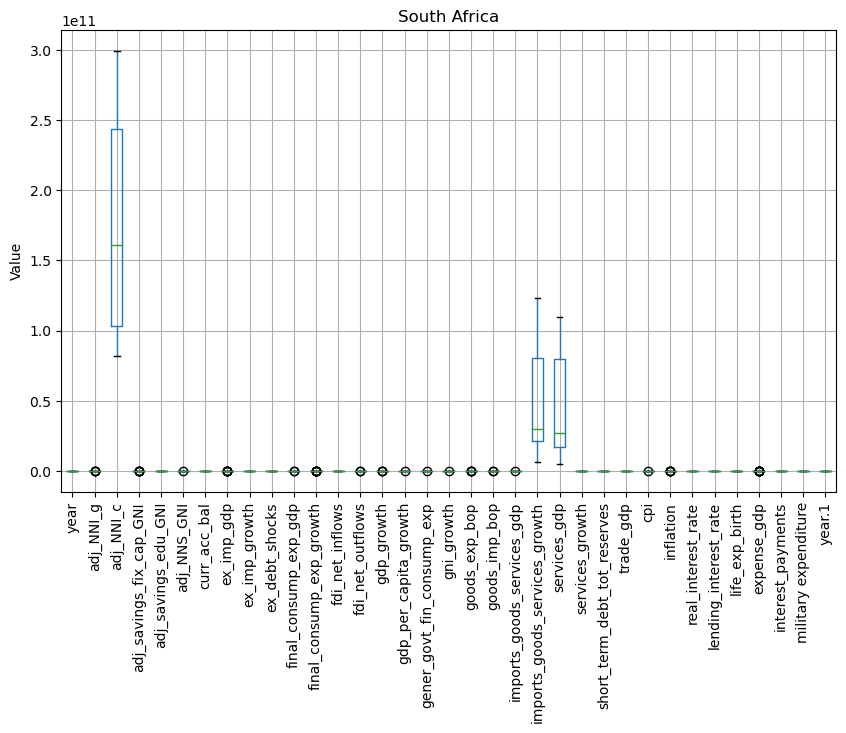 South Africa
1e11
3.0
2.5
2.0
1.5
1.0
0.5
0.0
Value
year
adj_NNI_g
adj_NNI_c
adj_savings_fix_cap_GNI
adj_savings_edu_GNI
adj_NNS_GNI
curr_acc_bal
ex_imp_gdp
ex_imp_growth
ex_debt_shocks
final_consump_exp_gdp
final_consump_exp_growth
fdi_net_inflows
fdi_net_outflows
gdp_growth
gdp_per_capita_growth
gener_govt_fin_consump_exp
gni_growth
goods_exp_bop
goods_imp_bop
imports_goods_services_gdp
imports_goods_services_growth
services_gdp
services_growth
short_term_debt_tot_reserves
trade_gdp
cpi
inflation
real_interest_rate
lending_interest_rate
life_exp_birth
expense_gdp
interest_payments
military expenditure
year.1